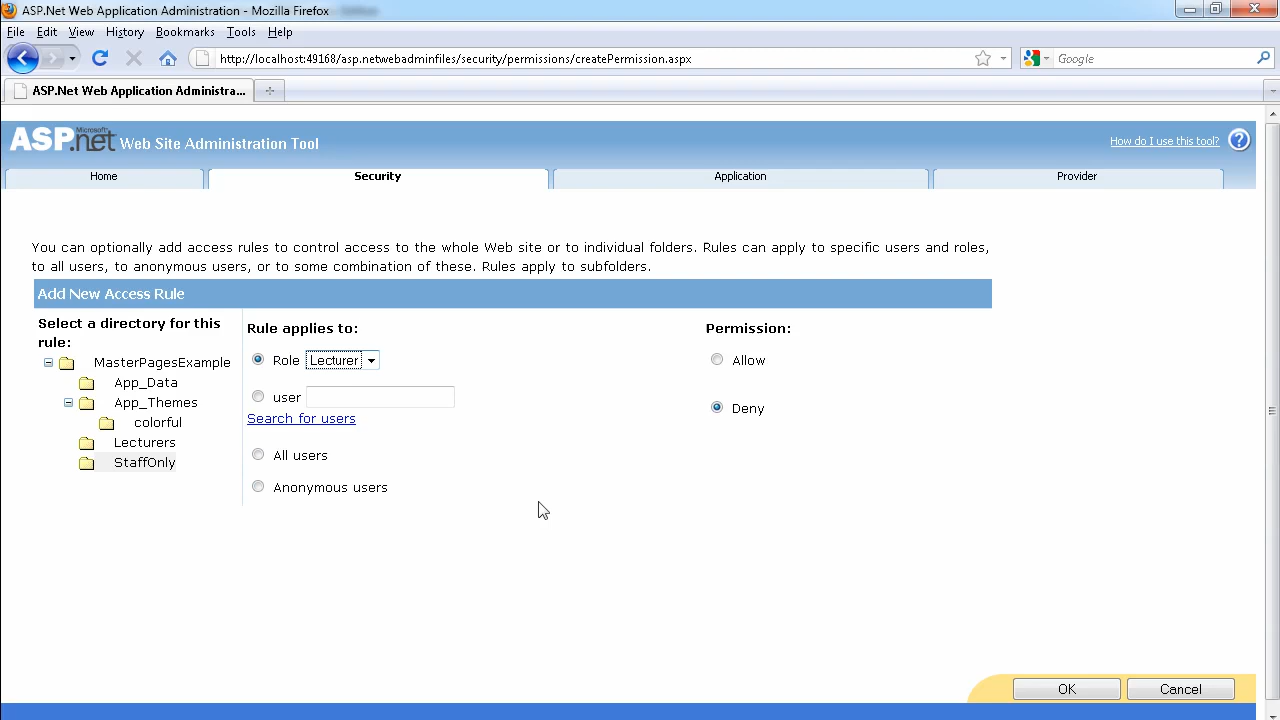 ASP.Net Web Application Administration - Mozilla Firefox
File Edit View History Bookmarks Tools Help
http://localhost:49160/asp.netwebadminfiles/security/permissions/createPermission.aspx
Google
ASP.Net Web Application Administra...
Microsoft
ASP.net Web Site Administration Tool
How do I use this tool? ?
Home Security Application Provider
You can optionally add access rules to control access to the whole Web site or to individual folders. Rules can apply to specific users and roles,
to all users, to anonymous users, or to some combination of these. Rules apply to subfolders.
Add New Access Rule
Select a directory for this
rule:
MasterPagesExample
App_Data
App_Themes
colorful
Lecturers
StaffOnly
Rule applies to:
Role Lecturer
user
Search for users
All users
Anonymous users
Permission:
Allow
Deny
OK Cancel